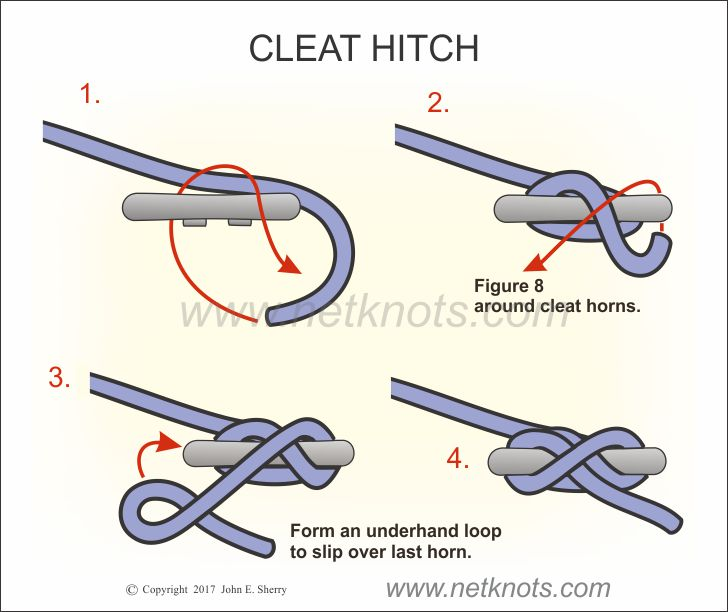 CLEAT HITCH
1.
2.
Figure 8
around cleat horns.
www.netknots.com
3.
4.
Form an underhand loop
to slip over last horn.
© Copyright 2017 John E. Sherry
www.netknots.com